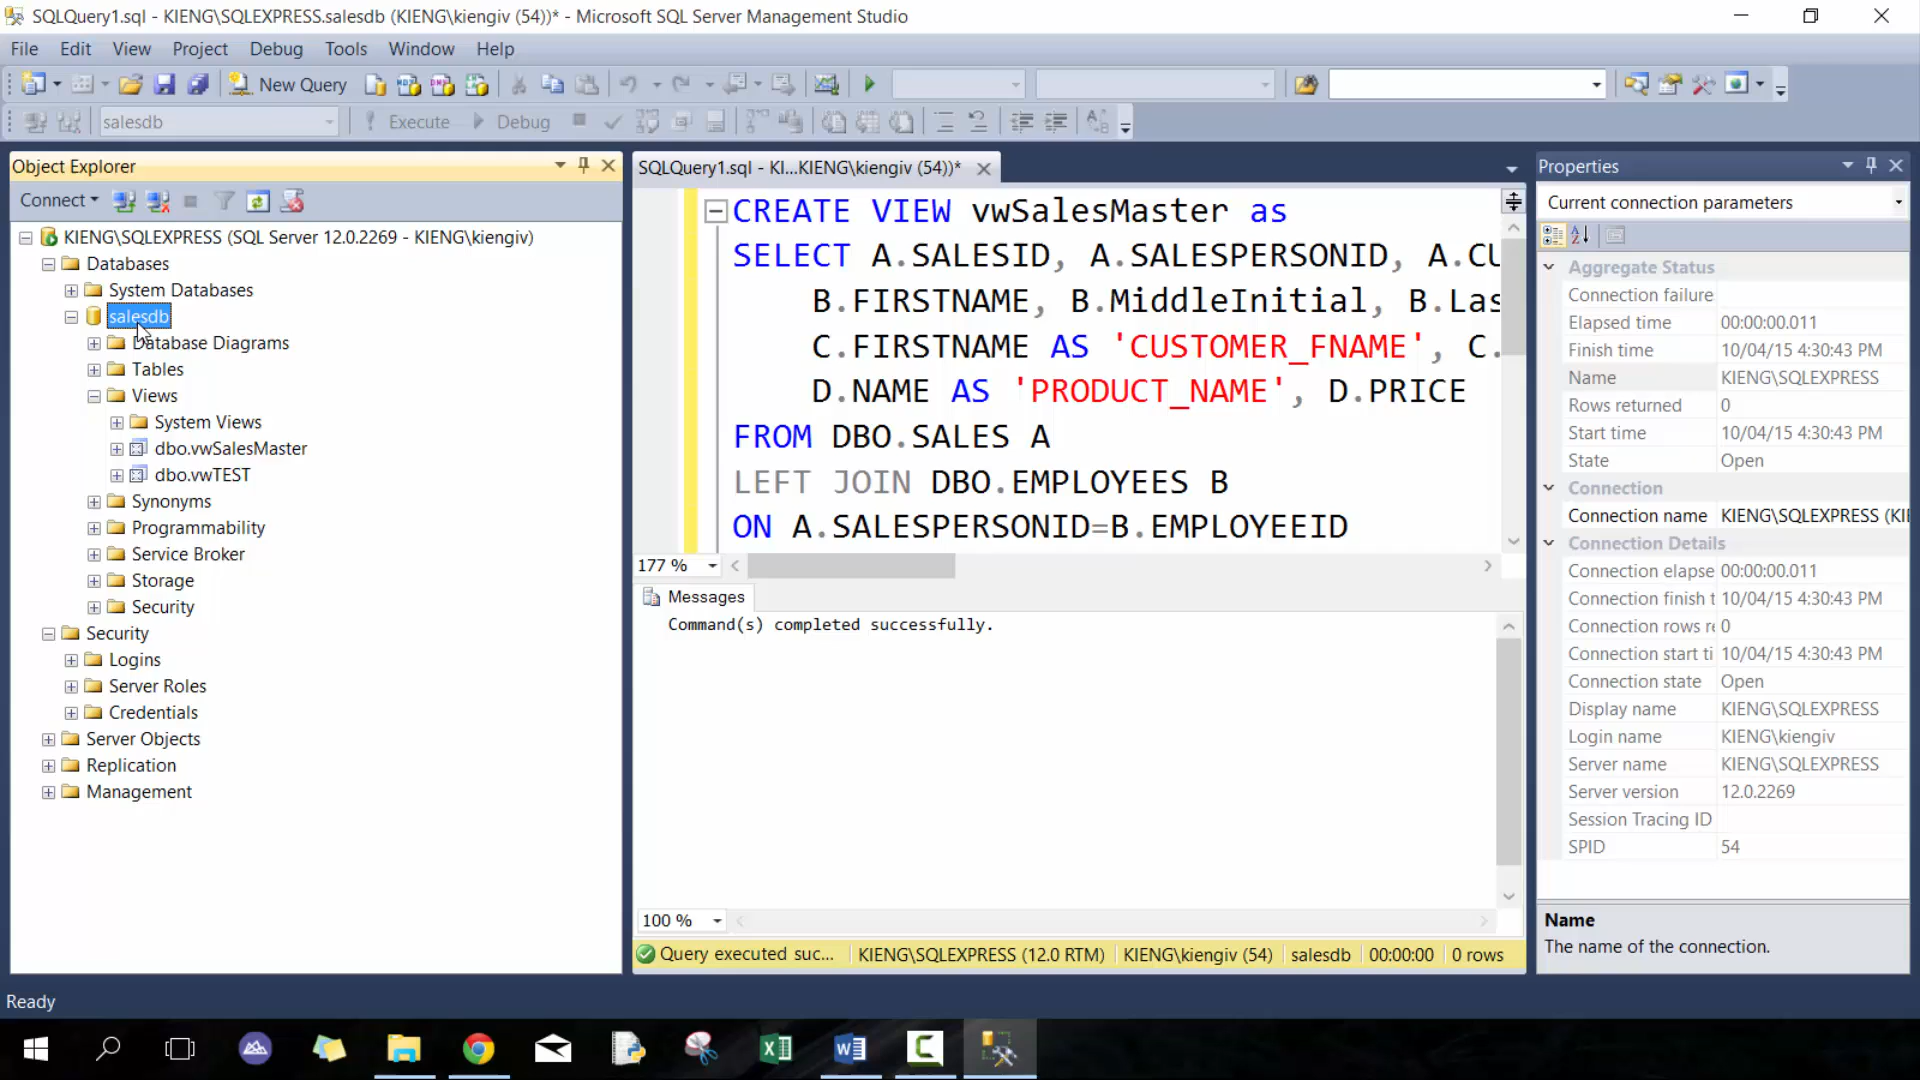 SQLQuery1.sql - KIENG\SQLEXPRESS.salesdb (KIENG\kiengiv (54))* - Microsoft SQL Server Management Studio
File Edit View Project Debug Tools Window Help
New Query
salesdb Execute Debug
Object Explorer
Connect
KIENG\SQLEXPRESS (SQL Server 12.0.2269 - KIENG\kiengiv)
Databases
System Databases
salesdb
Database Diagrams
Tables
Views
System Views
dbo.vwSalesMaster
dbo.vwTEST
Synonyms
Programmability
Service Broker
Storage
Security
Security
Logins
Server Roles
Credentials
Server Objects
Replication
Management
SQLQuery1.sql - KI...KIENG\kiengiv (54))*
CREATE VIEW vwSalesMaster as
SELECT A.SALESID, A.SALESPERSONID, A.CU
B.FIRSTNAME, B.MiddleInitial, B.Las
C.FIRSTNAME AS 'CUSTOMER_FNAME', C.
D.NAME AS 'PRODUCT_NAME', D.PRICE
FROM DBO.SALES A
LEFT JOIN DBO.EMPLOYEES B
ON A.SALESPERSONID=B.EMPLOYEEID
177 %
Messages
Command(s) completed successfully.
100 %
Query executed suc... KIENG\SQLEXPRESS (12.0 RTM) KIENG\kiengiv (54) salesdb 00:00:00 0 rows
Properties
Current connection parameters
Aggregate Status
Connection failure
Elapsed time 00:00:00.011
Finish time 10/04/15 4:30:43 PM
Name KIENG\SQLEXPRESS
Rows returned 0
Start time 10/04/15 4:30:43 PM
State Open
Connection
Connection name KIENG\SQLEXPRESS (KI
Connection Details
Connection elapse 00:00:00.011
Connection finish t 10/04/15 4:30:43 PM
Connection rows re 0
Connection start ti 10/04/15 4:30:43 PM
Connection state Open
Display name KIENG\SQLEXPRESS
Login name KIENG\kiengiv
Server name KIENG\SQLEXPRESS
Server version 12.0.2269
Session Tracing ID
SPID 54
Name
The name of the connection.
Ready